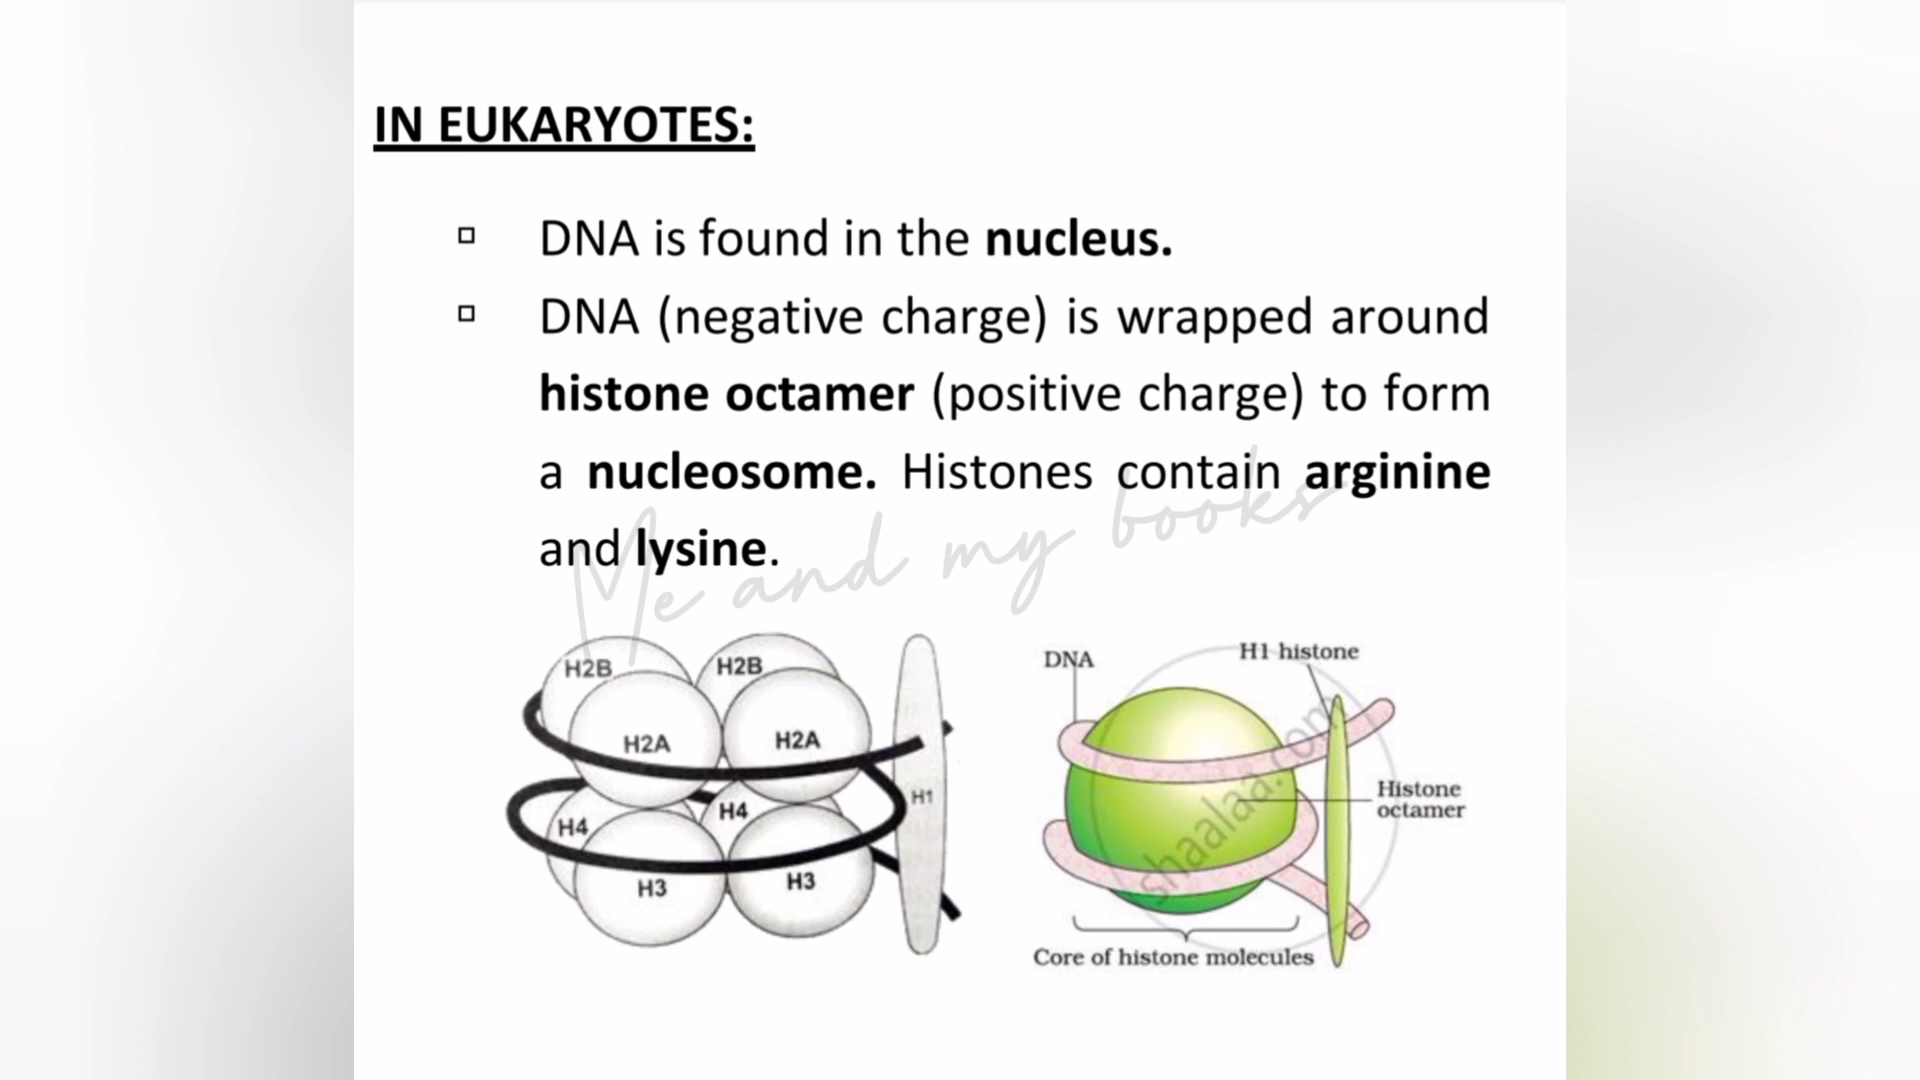 IN EUKARYOTES:
▫ DNA is found in the nucleus.
▫ DNA (negative charge) is wrapped around
histone octamer (positive charge) to form
a nucleosome. Histones contain arginine
and lysine.
Me and my books
H2B
H2B
H2A
H2A
H4
H4
H1
H3
H3
DNA
H1 histone
Histone
octamer
Core of histone molecules
shaalaa.com